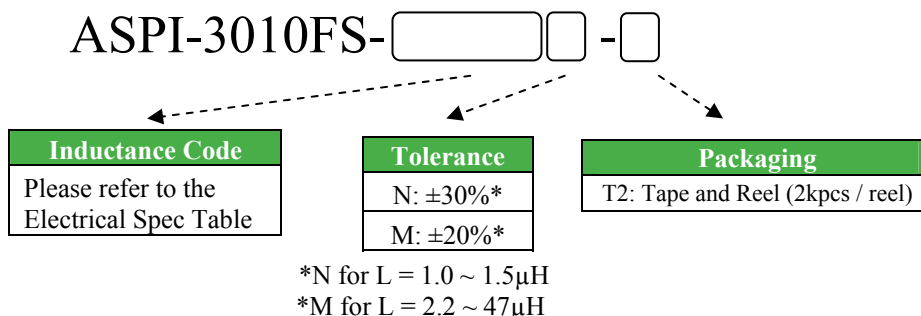 ASPI-3010FS- -
Inductance Code
Please refer to the
Electrical Spec Table
Tolerance
N: ±30%*
M: ±20%*
*N for L = 1.0 ~ 1.5µH
*M for L = 2.2 ~ 47µH
Packaging
T2: Tape and Reel (2kpcs / reel)